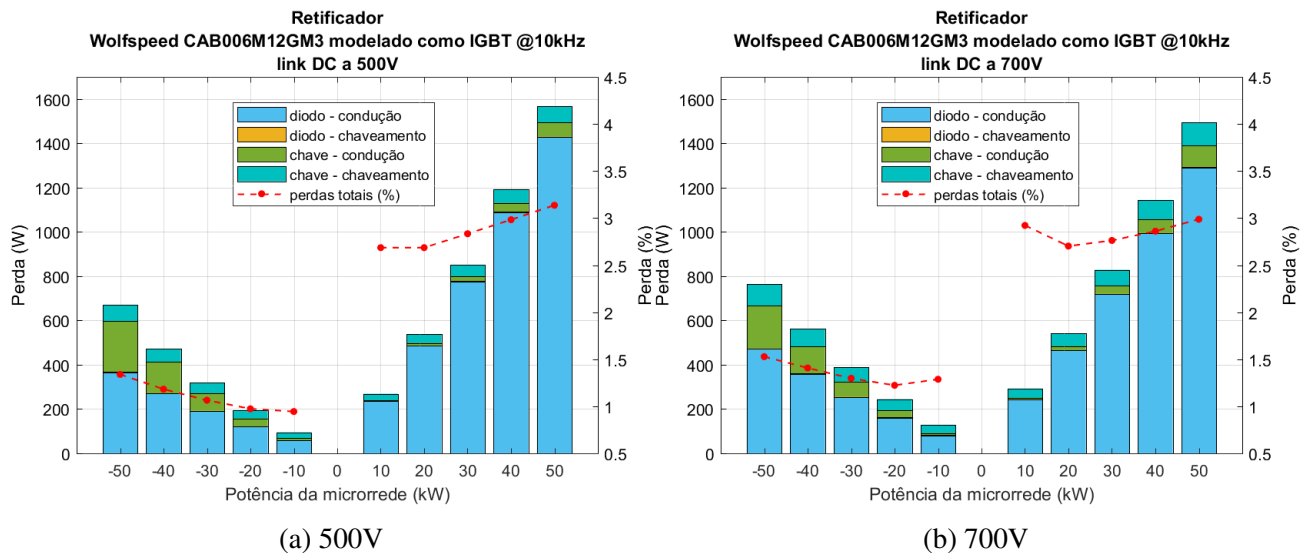 Retificador
Wolfspeed CAB006M12GM3 modelado como IGBT @10kHz
link DC a 500V
Perda (W)
1600
1400
1200
1000
800
600
400
200
0
diodo - condução
diodo - chaveamento
chave - condução
chave - chaveamento
perdas totais (%)
4.5
4
3.5
3
2.5
2
1.5
1
0.5
Perda (%)
-50 -40 -30 -20 -10 0 10 20 30 40 50
Potência da microrrede (kW)
(a) 500V
Retificador
Wolfspeed CAB006M12GM3 modelado como IGBT @10kHz
link DC a 700V
Perda (W)
1600
1400
1200
1000
800
600
400
200
0
diodo - condução
diodo - chaveamento
chave - condução
chave - chaveamento
perdas totais (%)
4.5
4
3.5
3
2.5
2
1.5
1
0.5
Perda (%)
-50 -40 -30 -20 -10 0 10 20 30 40 50
Potência da microrrede (kW)
(b) 700V